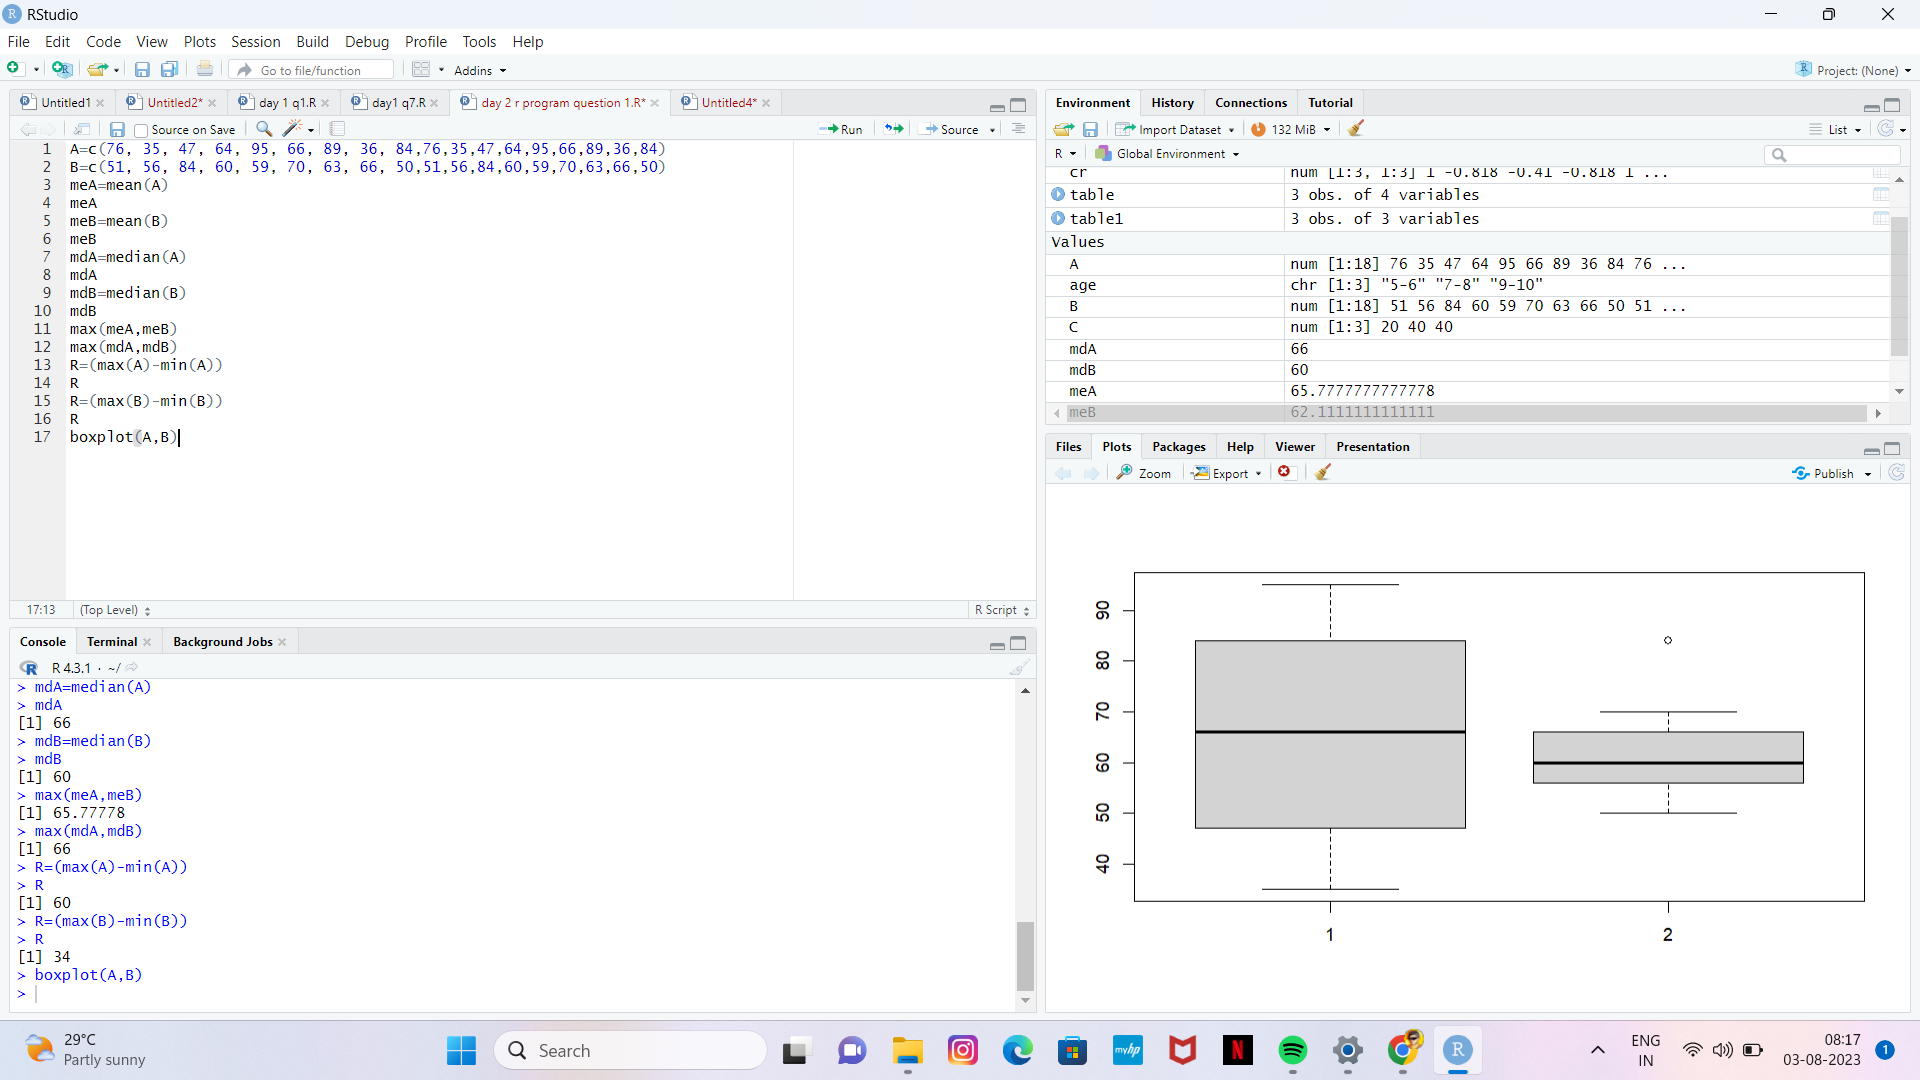 RStudio
File Edit Code View Plots Session Build Debug Profile Tools Help
Go to file/function Addins Project: (None)
Untitled1 Untitled2* day 1 q1.R day1 q7.R day 2 r program question 1.R* Untitled4*
Source on Save Run Source
1 A=c(76, 35, 47, 64, 95, 66, 89, 36, 84,76,35,47,64,95,66,89,36,84)
2 B=c(51, 56, 84, 60, 59, 70, 63, 66, 50,51,56,84,60,59,70,63,66,50)
3 meA=mean(A)
4 meA
5 meB=mean(B)
6 meB
7 mdA=median(A)
8 mdA
9 mdB=median(B)
10 mdB
11 max(meA,meB)
12 max(mdA,mdB)
13 R=(max(A)-min(A))
14 R
15 R=(max(B)-min(B))
16 R
17 boxplot(A,B)
17:13 (Top Level) R Script
Console Terminal Background Jobs
R 4.3.1 · ~/
> mdA=median(A)
> mdA
[1] 66
> mdB=median(B)
> mdB
[1] 60
> max(meA,meB)
[1] 65.77778
> max(mdA,mdB)
[1] 66
> R=(max(A)-min(A))
> R
[1] 60
> R=(max(B)-min(B))
> R
[1] 34
> boxplot(A,B)
>
Environment History Connections Tutorial
Import Dataset 132 MiB List
R Global Environment
cr num [1:3, 1:3] 1 -0.818 -0.41 -0.818 1 ...
table 3 obs. of 4 variables
table1 3 obs. of 3 variables
Values
A num [1:18] 76 35 47 64 95 66 89 36 84 76 ...
age chr [1:3] "5-6" "7-8" "9-10"
B num [1:18] 51 56 84 60 59 70 63 66 50 51 ...
C num [1:3] 20 40 40
mdA 66
mdB 60
meA 65.7777777777778
meB 62.1111111111111
Files Plots Packages Help Viewer Presentation
Zoom Export Publish
90
80
70
60
50
40
1 2
29°C
Partly sunny
Search
myhp
N
R
ENG
IN
08:17
03-08-2023
1